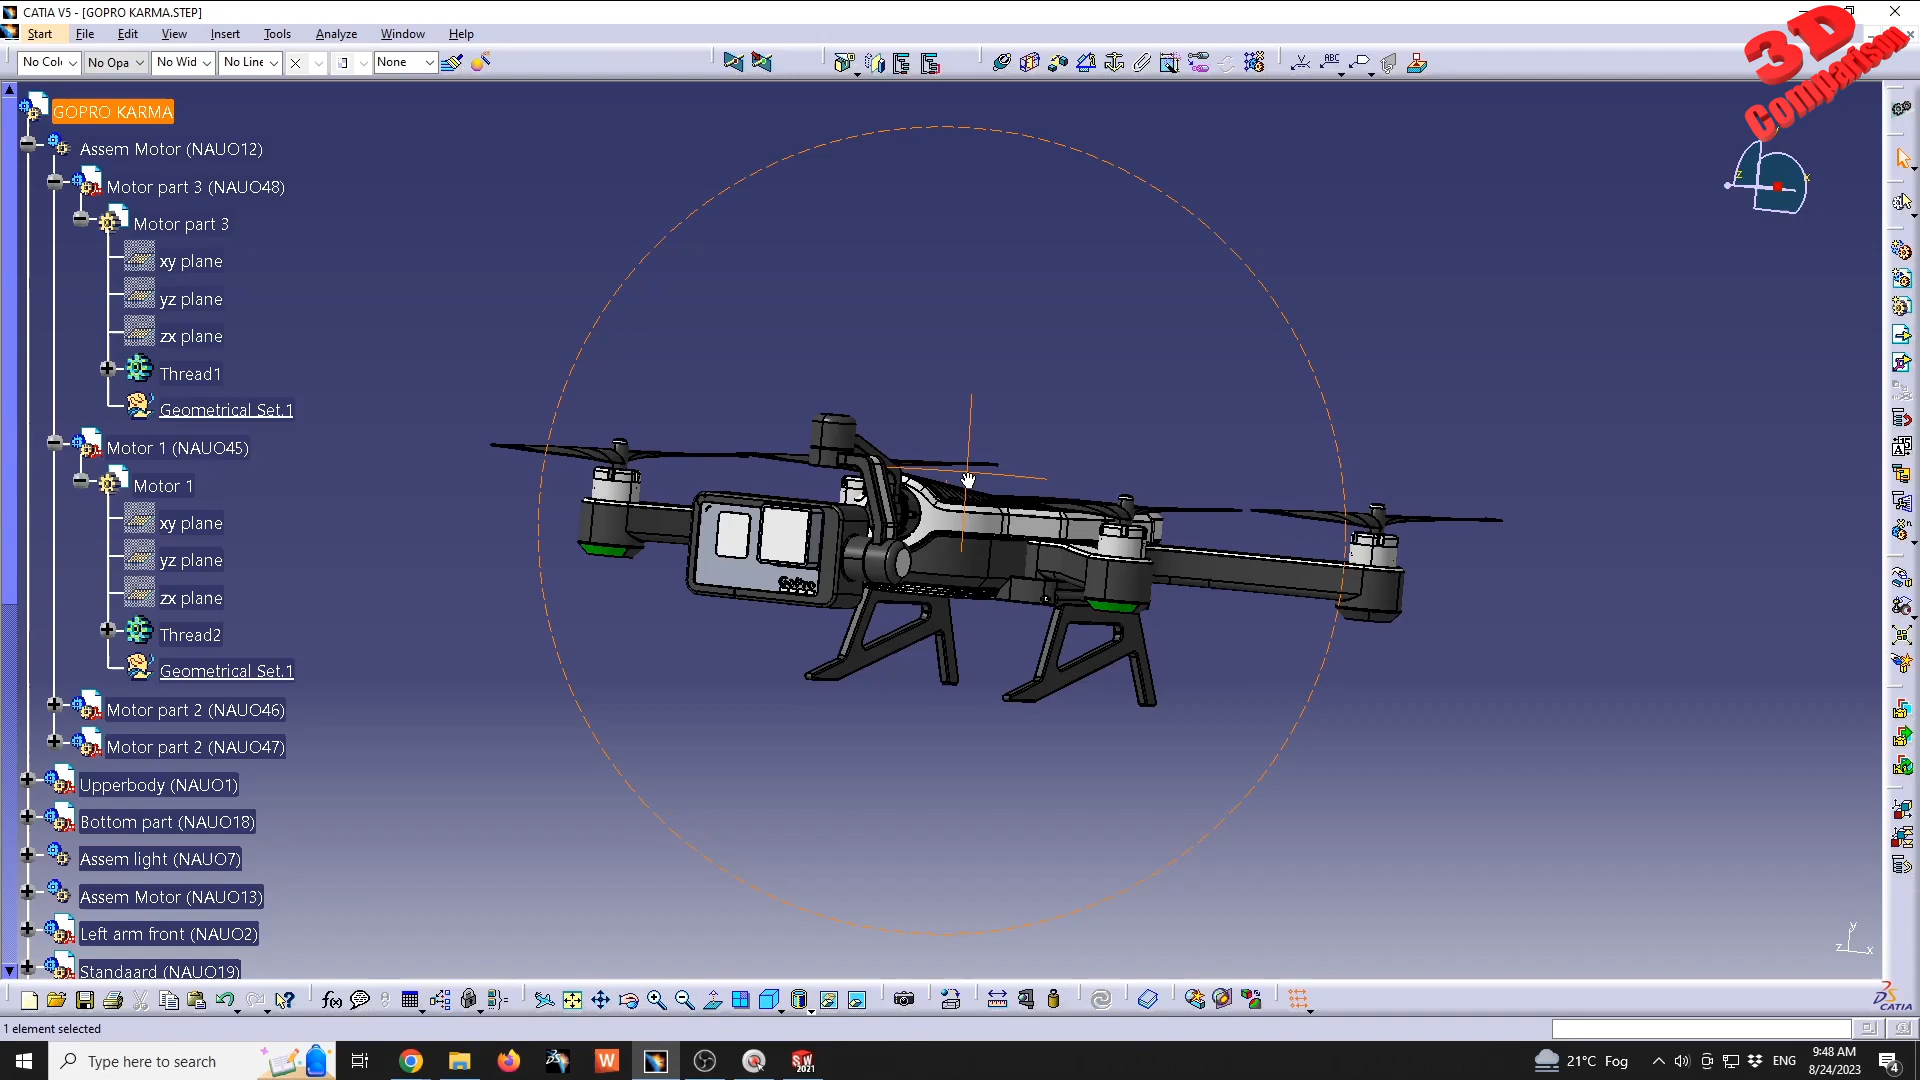 CATIA V5 - [GOPRO KARMA.STEP]
Start File Edit View Insert Tools Analyze Window Help
No Col No Opa No Wid No Line None
ABC
3D
Comparison
GOPRO KARMA
Assem Motor (NAUO12)
Motor part 3 (NAUO48)
Motor part 3
xy plane
yz plane
zx plane
Thread1
Geometrical Set.1
Motor 1 (NAUO45)
Motor 1
xy plane
yz plane
zx plane
Thread2
Geometrical Set.1
Motor part 2 (NAUO46)
Motor part 2 (NAUO47)
Upperbody (NAUO1)
Bottom part (NAUO18)
Assem light (NAUO7)
Assem Motor (NAUO13)
Left arm front (NAUO2)
Standaard (NAUO19)
GoPro
z x
y
z x
f(x)
CATIA
1 element selected
Type here to search
W
SW
2021
21°C Fog
ENG
9:48 AM
8/24/2023
4